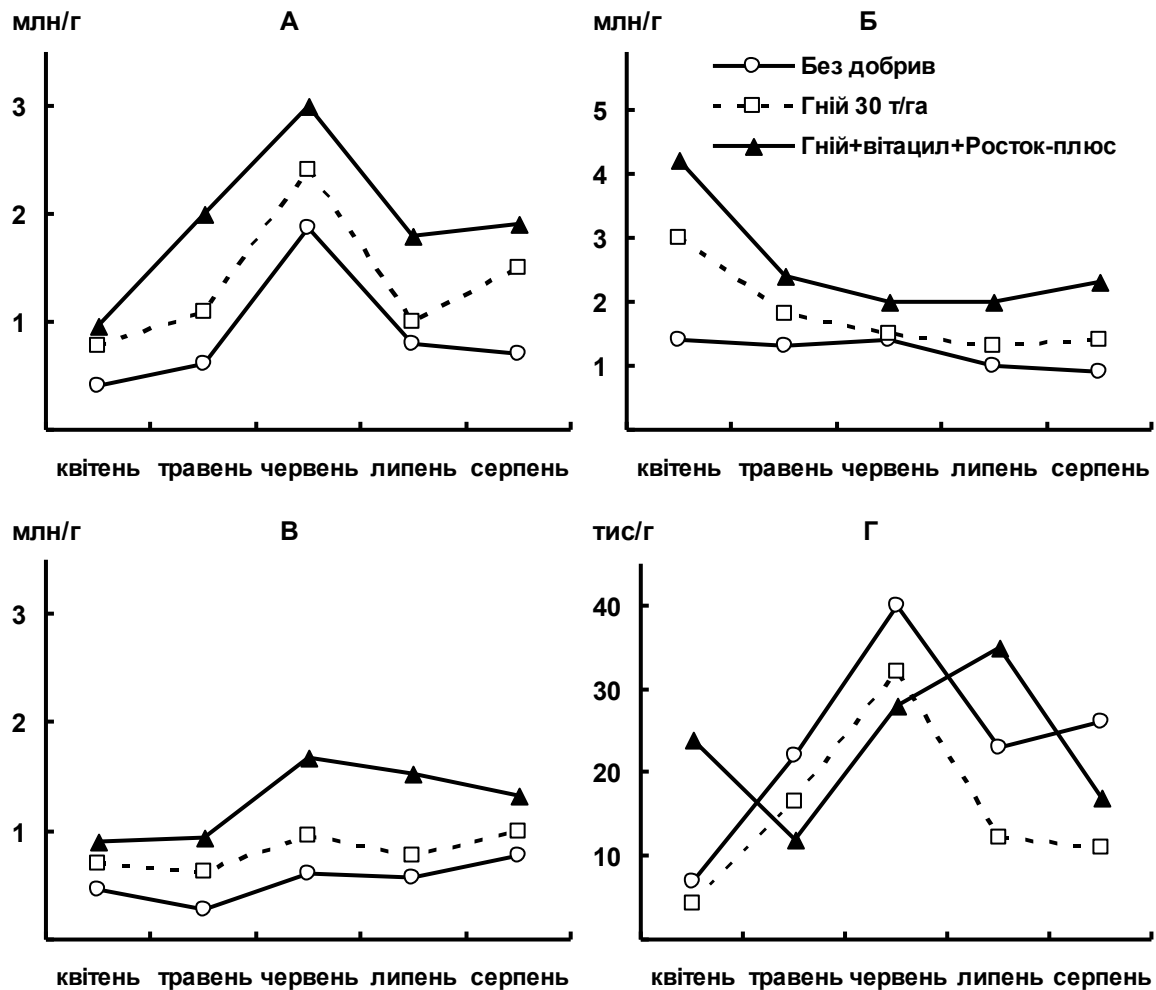 млн/г
А
3
2
1
квітень травень червень липень серпень
млн/г
Б
Без добрив
Гній 30 т/га
Гній+вітацил+Росток-плюс
5
4
3
2
1
квітень травень червень липень серпень
млн/г
В
3
2
1
квітень травень червень липень серпень
тис/г
Г
40
30
20
10
квітень травень червень липень серпень